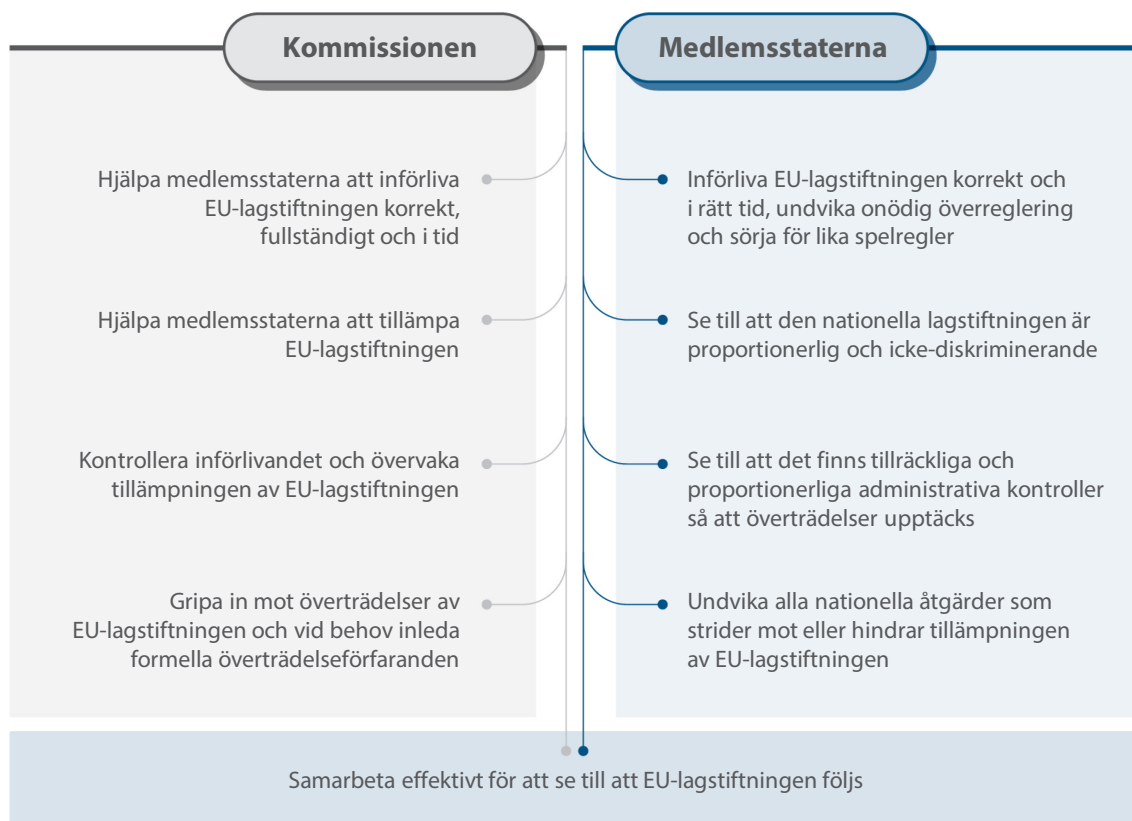 Kommissionen
Hjälpa medlemsstaterna att införliva
EU-lagstiftningen korrekt,
fullständigt och i tid
Hjälpa medlemsstaterna att tillämpa
EU-lagstiftningen
Kontrollera införlivandet och övervaka
tillämpningen av EU-lagstiftningen
Gripa in mot överträdelser av
EU-lagstiftningen och vid behov inleda
formella överträdelseförfaranden
Medlemsstaterna
Införliva EU-lagstiftningen korrekt och
i rätt tid, undvika onödig överreglering
och sörja för lika spelregler
Se till att den nationella lagstiftningen är
proportionerlig och icke-diskriminerande
Se till att det finns tillräckliga och
proportionerliga administrativa kontroller
så att överträdelser upptäcks
Undvika alla nationella åtgärder som
strider mot eller hindrar tillämpningen
av EU-lagstiftningen
Samarbeta effektivt för att se till att EU-lagstiftningen följs